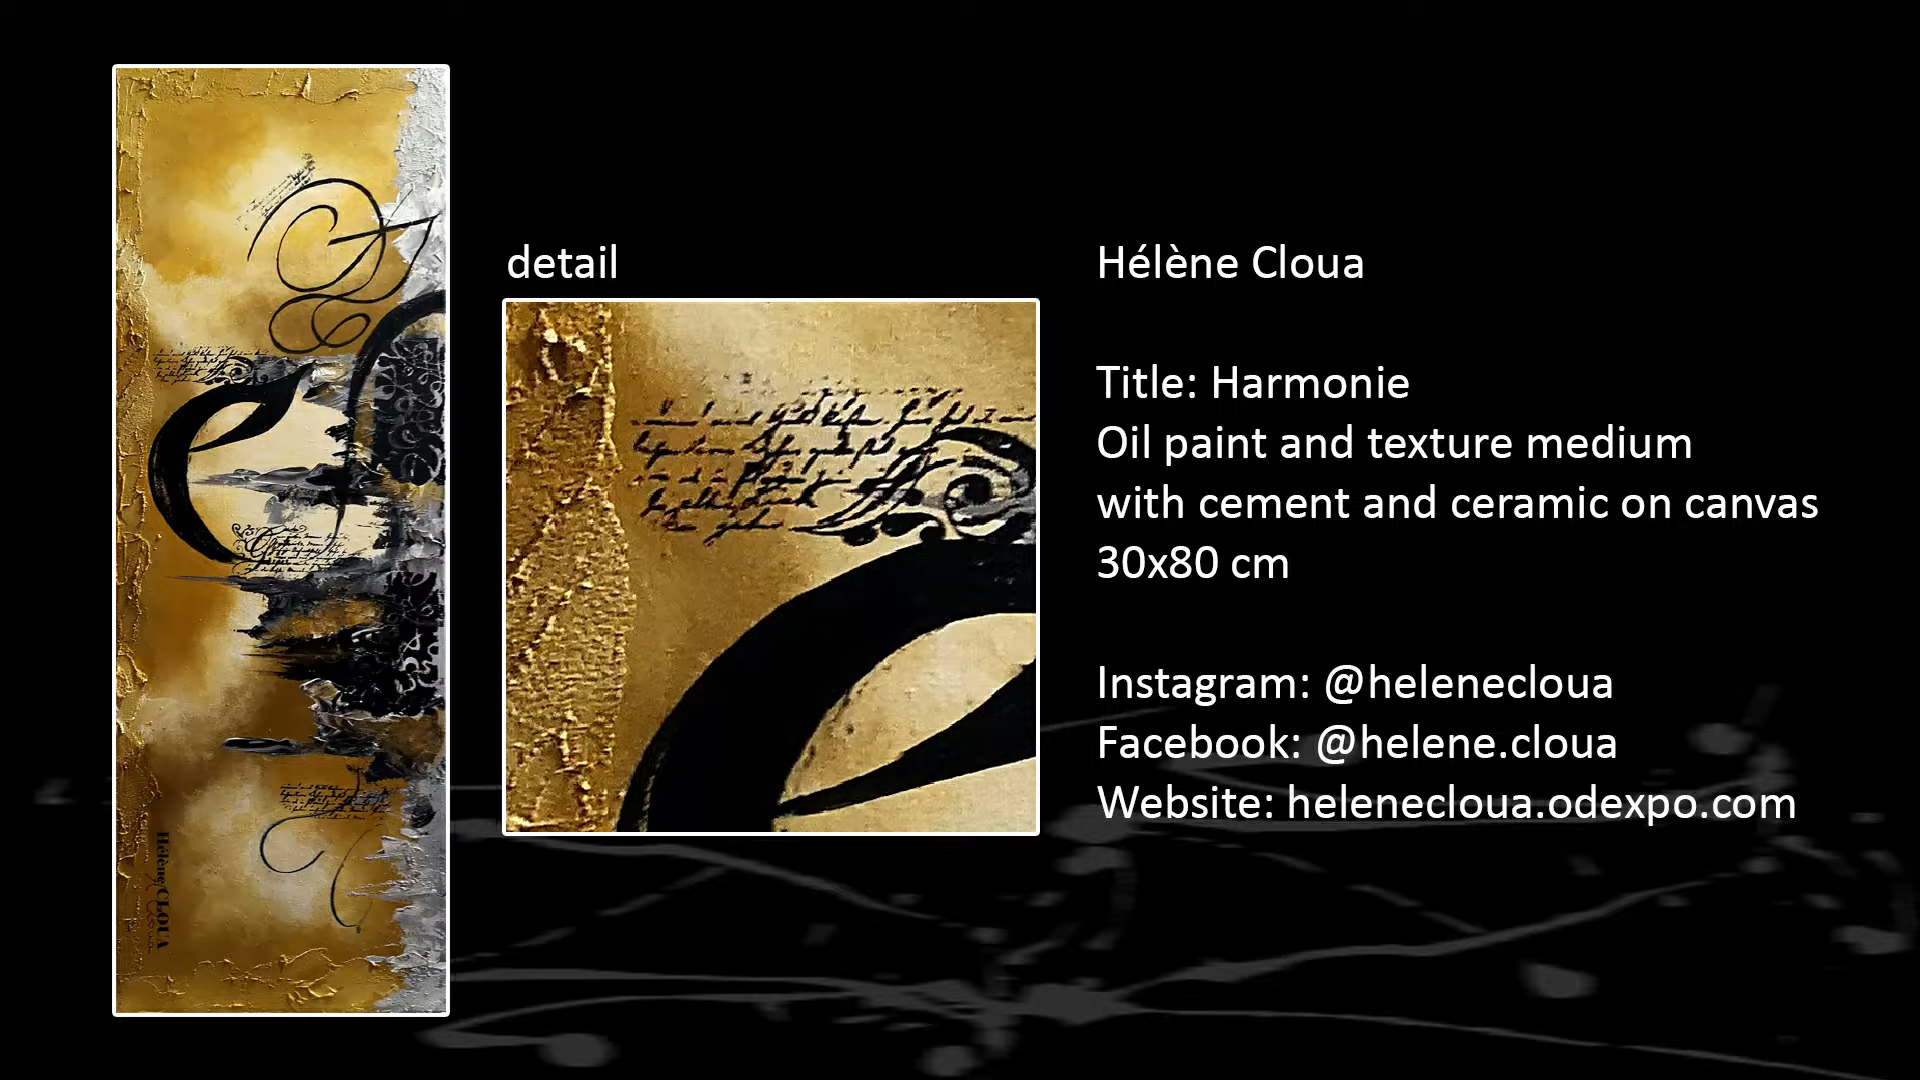 detail
Hélène Cloua
Title: Harmonie
Oil paint and texture medium
with cement and ceramic on canvas
30x80 cm
Instagram: @helenecloua
Facebook: @helene.cloua
Website: helenecloua.odexpo.com
Hélène CLOUA
Cloua